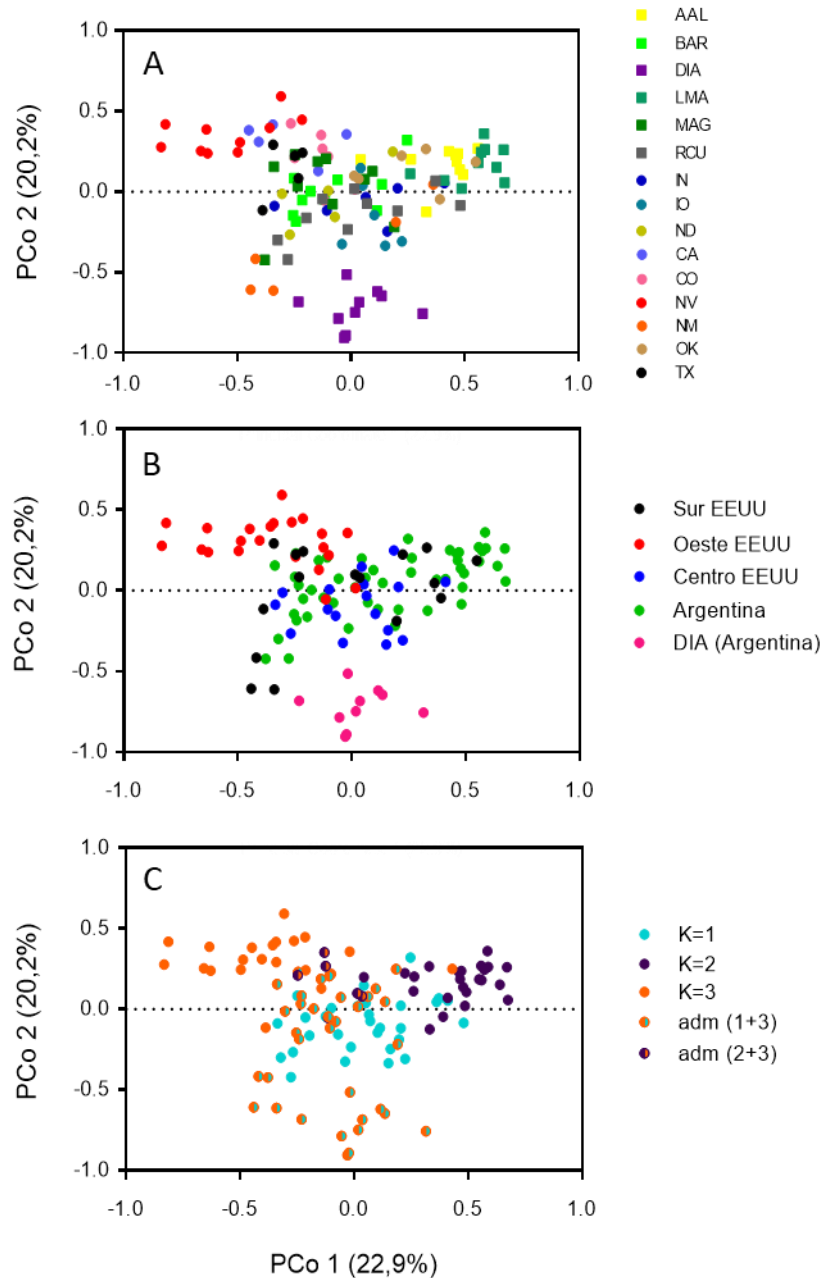 A
PCo 2 (20,2%)
1.0
0.5
0.0
-0.5
-1.0
-1.0
-0.5
0.0
0.5
1.0
AAL
BAR
DIA
LMA
MAG
RCU
IN
IO
ND
CA
CO
NV
NM
OK
TX
B
PCo 2 (20,2%)
1.0
0.5
0.0
-0.5
-1.0
-1.0
-0.5
0.0
0.5
1.0
Sur EEUU
Oeste EEUU
Centro EEUU
Argentina
DIA (Argentina)
C
PCo 2 (20,2%)
1.0
0.5
0.0
-0.5
-1.0
-1.0
-0.5
0.0
0.5
1.0
PCo 1 (22,9%)
K=1
K=2
K=3
adm (1+3)
adm (2+3)